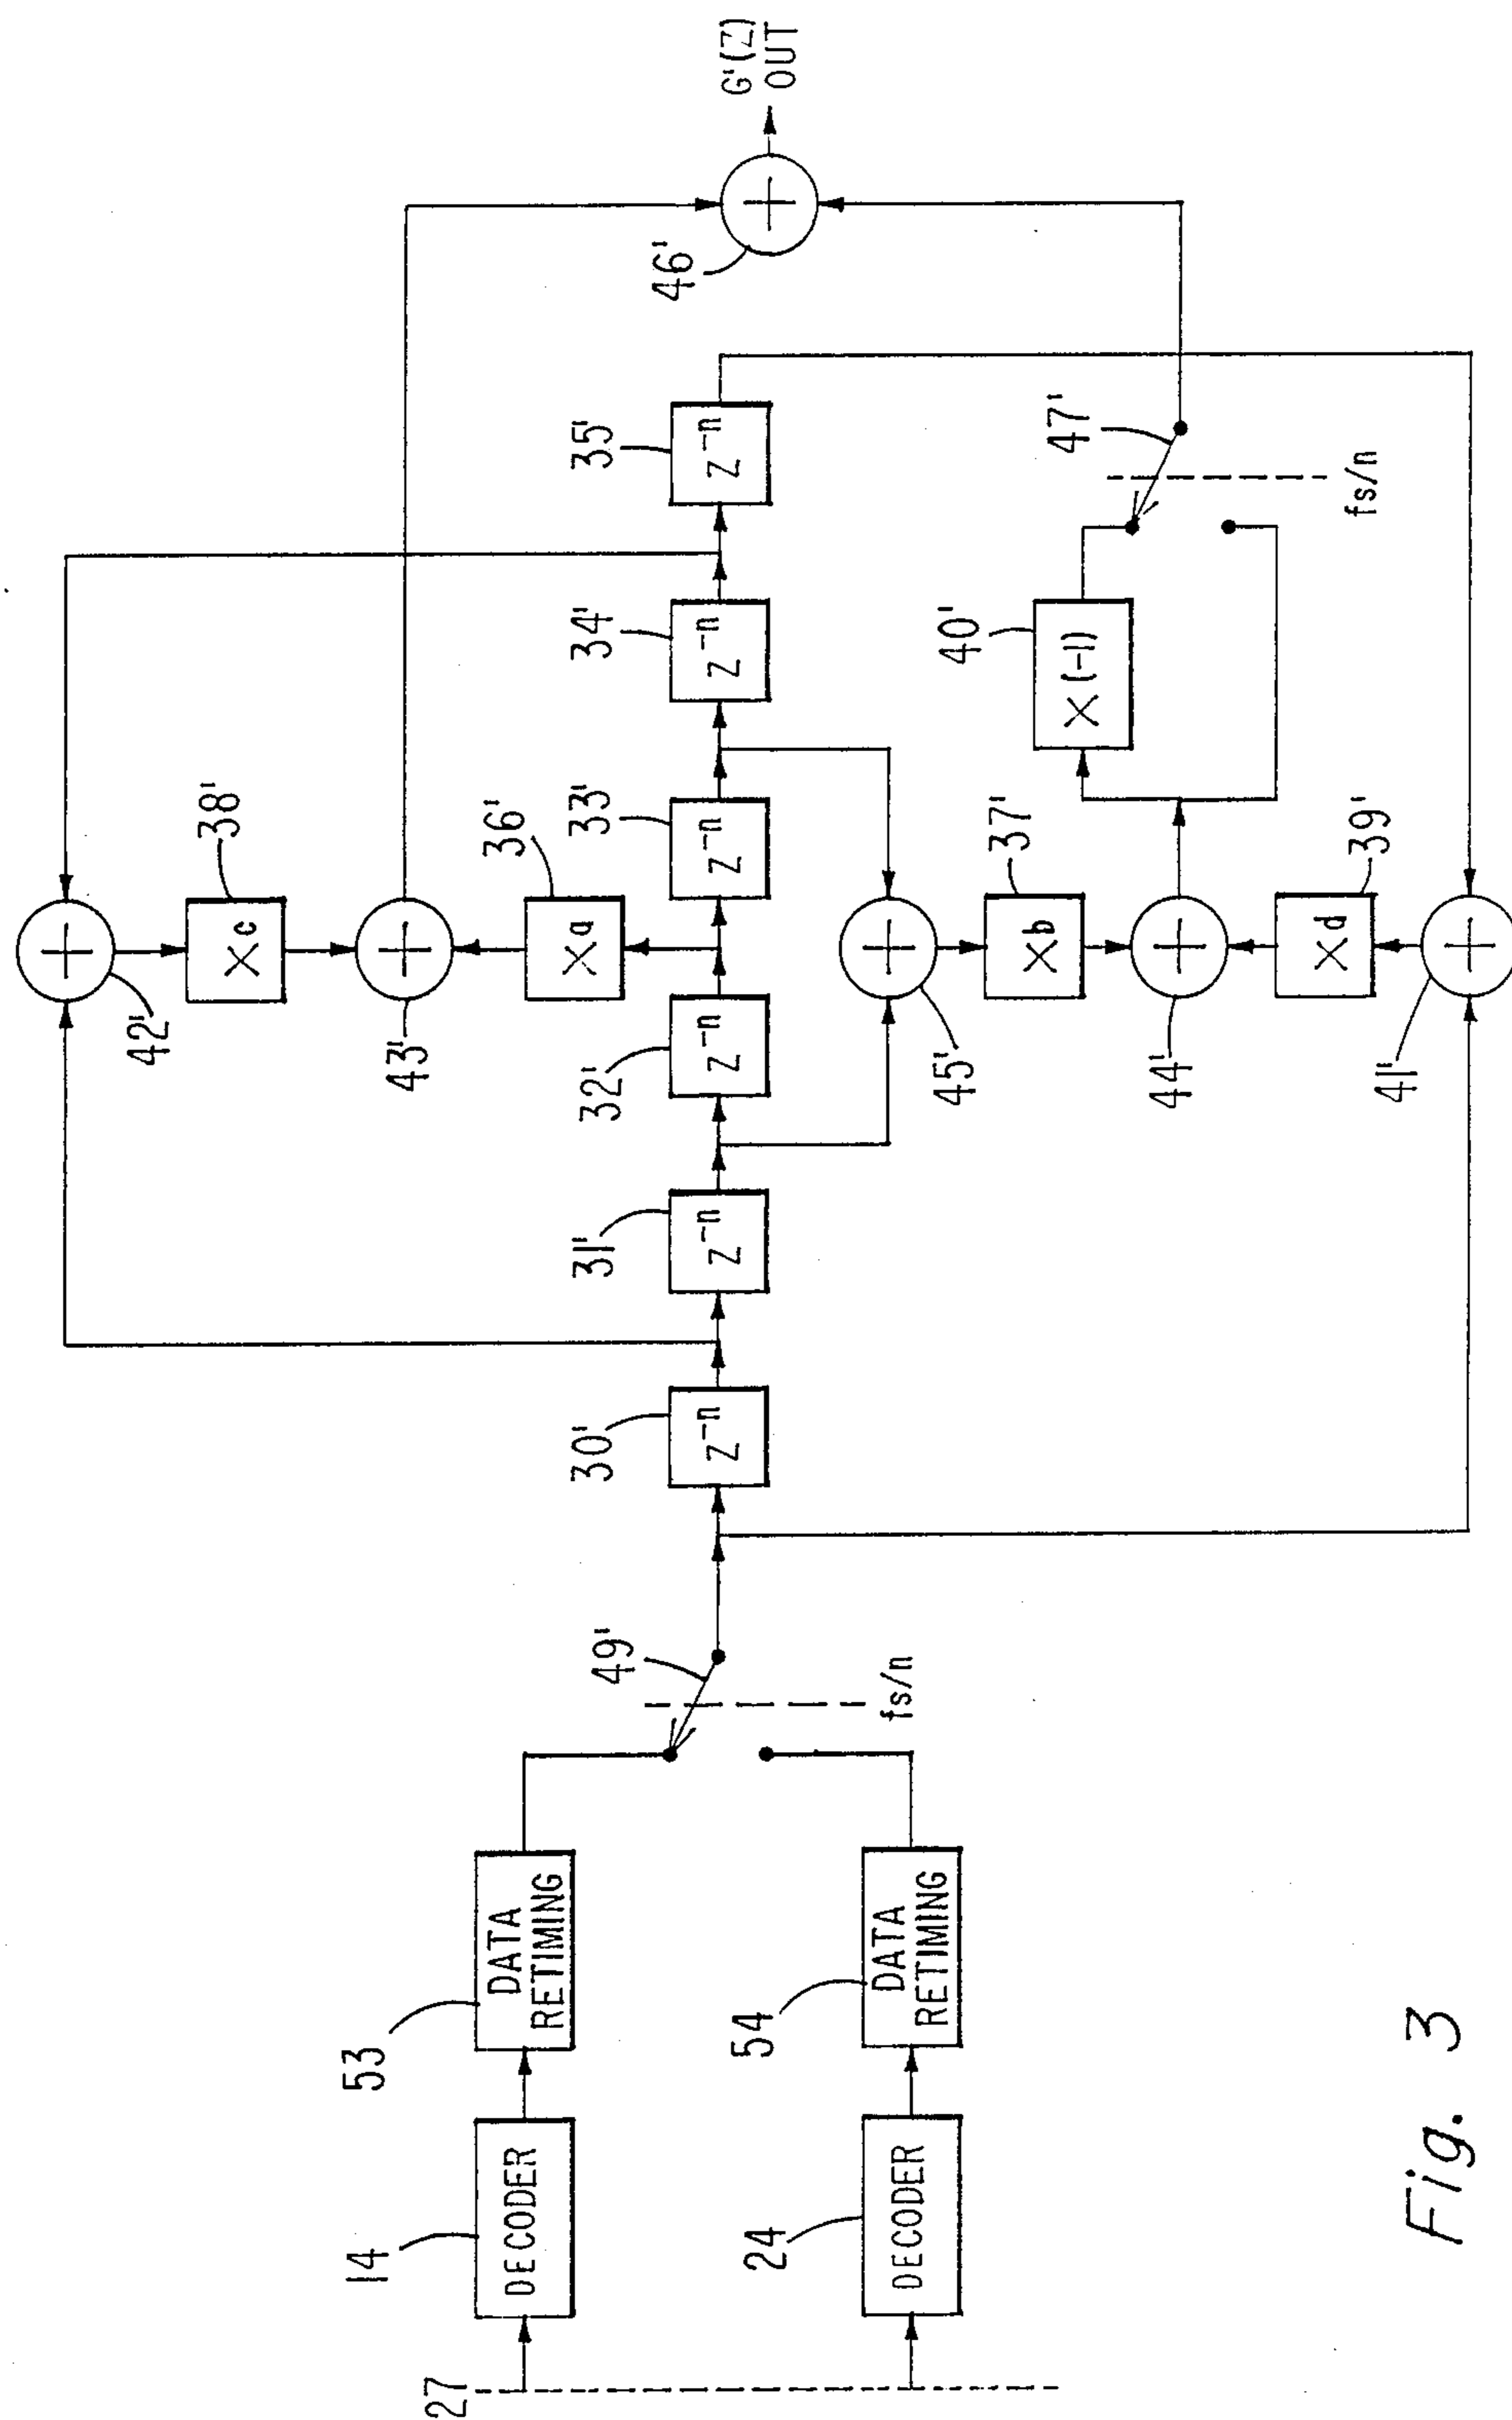 27
14
DECODER
53
DATA
RETIMING
24
DECODER
54
DATA
RETIMING
49'
fs/n
30'
Z⁻ⁿ
31'
Z⁻ⁿ
32'
Z⁻ⁿ
33'
Z⁻ⁿ
34'
Z⁻ⁿ
35'
Z⁻ⁿ
42'
+
38'
Xc
43'
+
36'
Xa
45'
+
37'
Xb
44'
+
39'
Xd
41'
+
40'
X(-1)
47'
fs/n
46'
+
G'(Z)
OUT
Fig. 3